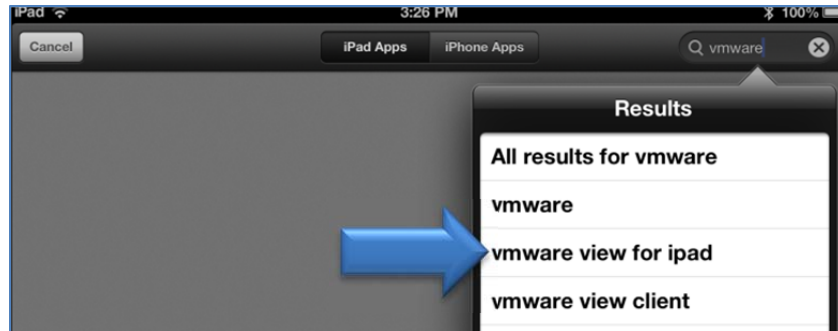 iPad 3:26 PM 100%
Cancel iPad Apps iPhone Apps vmware
Results
All results for vmware
vmware
vmware view for ipad
vmware view client